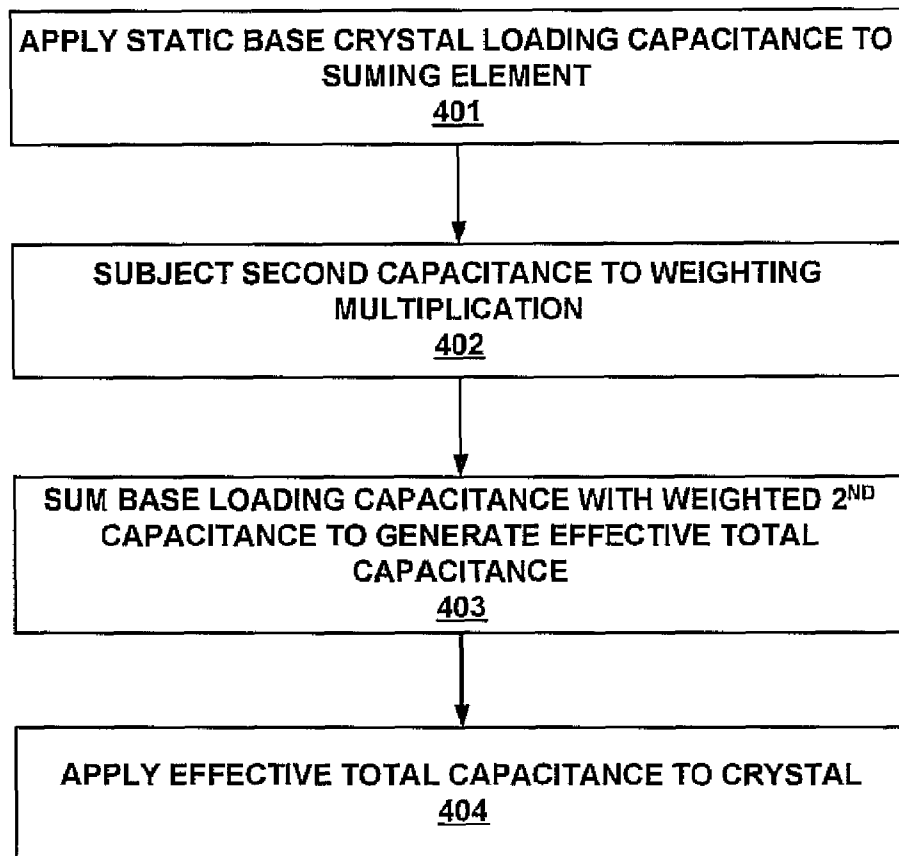 APPLY STATIC BASE CRYSTAL LOADING CAPACITANCE TO
SUMING ELEMENT
401
SUBJECT SECOND CAPACITANCE TO WEIGHTING
MULTIPLICATION
402
SUM BASE LOADING CAPACITANCE WITH WEIGHTED 2ND
CAPACITANCE TO GENERATE EFFECTIVE TOTAL
CAPACITANCE
403
APPLY EFFECTIVE TOTAL CAPACITANCE TO CRYSTAL
404